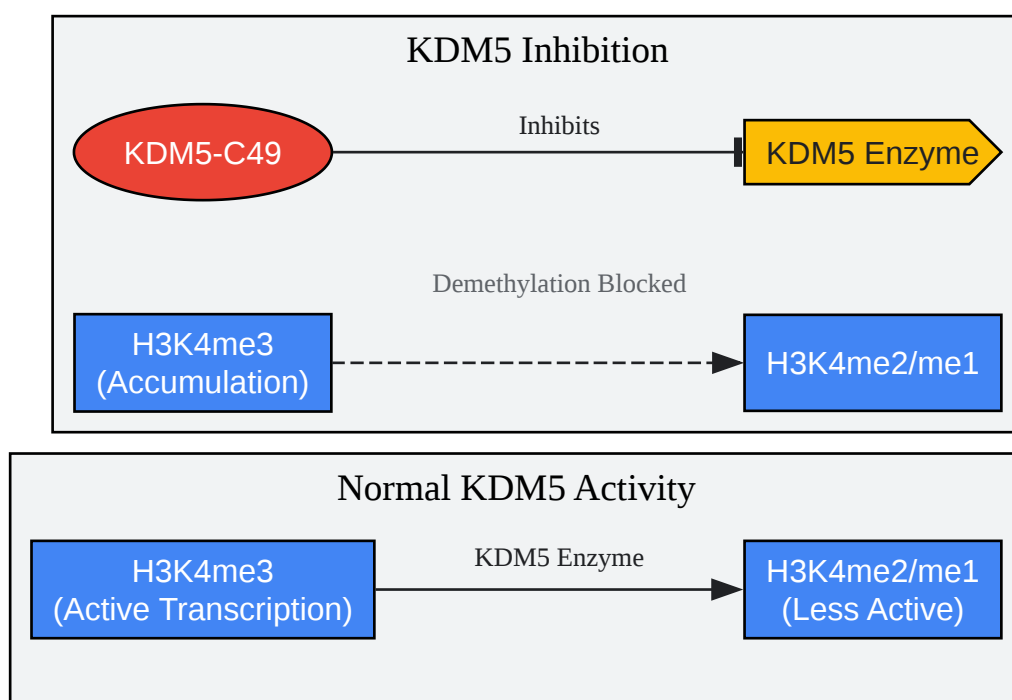 KDM5 Inhibition
KDM5-C49
Inhibits
KDM5 Enzyme
Demethylation Blocked
H3K4me3
(Accumulation)
H3K4me2/me1
Normal KDM5 Activity
H3K4me3
(Active Transcription)
KDM5 Enzyme
H3K4me2/me1
(Less Active)